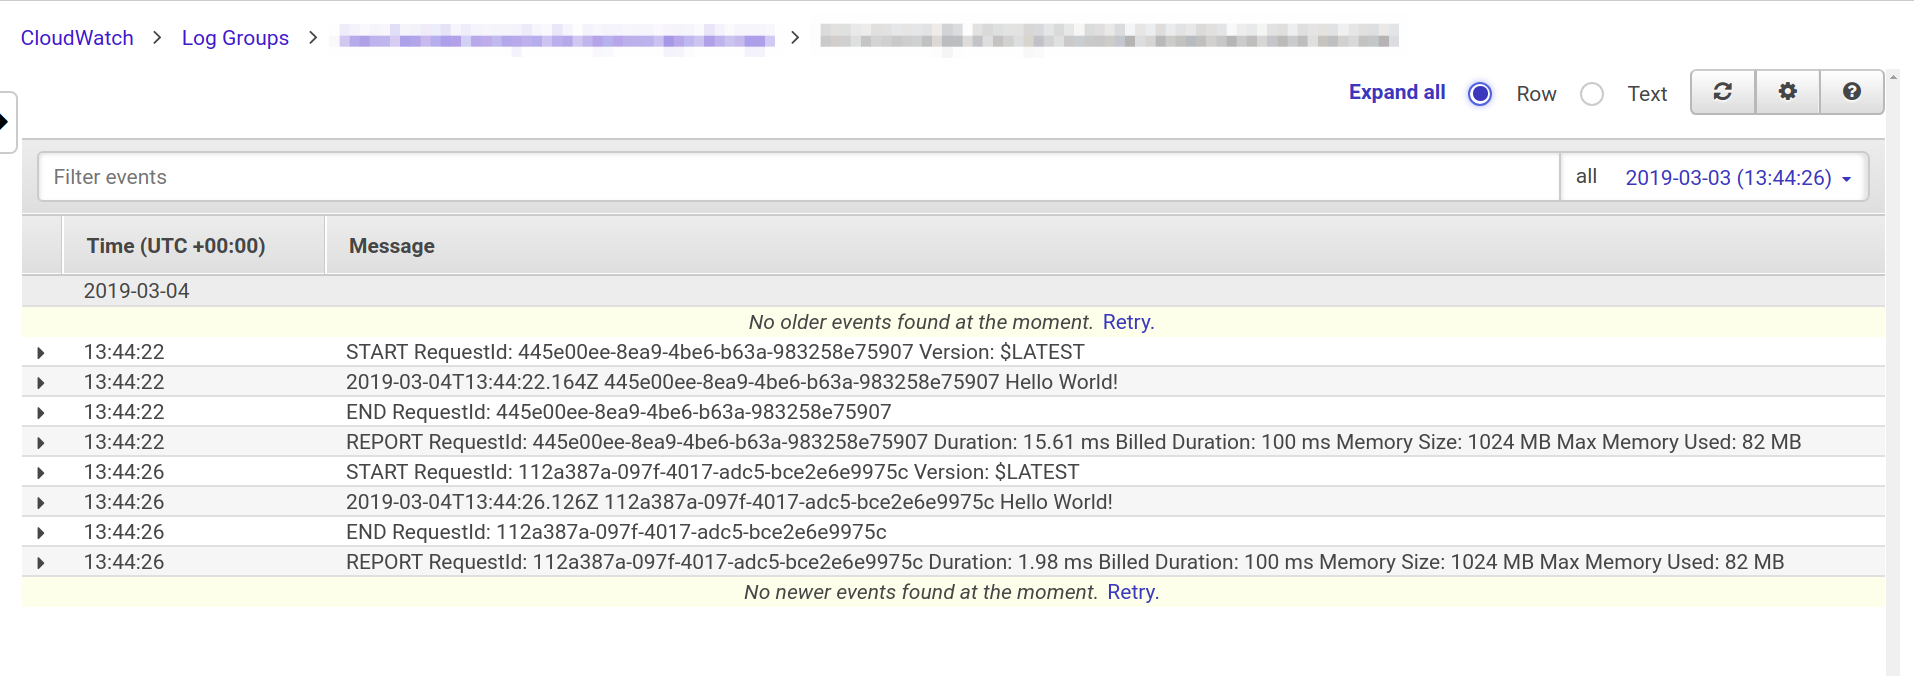 CloudWatch > Log Groups > >
Expand all Row Text
Filter events all 2019-03-03 (13:44:26)
Time (UTC +00:00) Message
2019-03-04
No older events found at the moment. Retry.
13:44:22 START RequestId: 445e00ee-8ea9-4be6-b63a-983258e75907 Version: $LATEST
13:44:22 2019-03-04T13:44:22.164Z 445e00ee-8ea9-4be6-b63a-983258e75907 Hello World!
13:44:22 END RequestId: 445e00ee-8ea9-4be6-b63a-983258e75907
13:44:22 REPORT RequestId: 445e00ee-8ea9-4be6-b63a-983258e75907 Duration: 15.61 ms Billed Duration: 100 ms Memory Size: 1024 MB Max Memory Used: 82 MB
13:44:26 START RequestId: 112a387a-097f-4017-adc5-bce2e6e9975c Version: $LATEST
13:44:26 2019-03-04T13:44:26.126Z 112a387a-097f-4017-adc5-bce2e6e9975c Hello World!
13:44:26 END RequestId: 112a387a-097f-4017-adc5-bce2e6e9975c
13:44:26 REPORT RequestId: 112a387a-097f-4017-adc5-bce2e6e9975c Duration: 1.98 ms Billed Duration: 100 ms Memory Size: 1024 MB Max Memory Used: 82 MB
No newer events found at the moment. Retry.